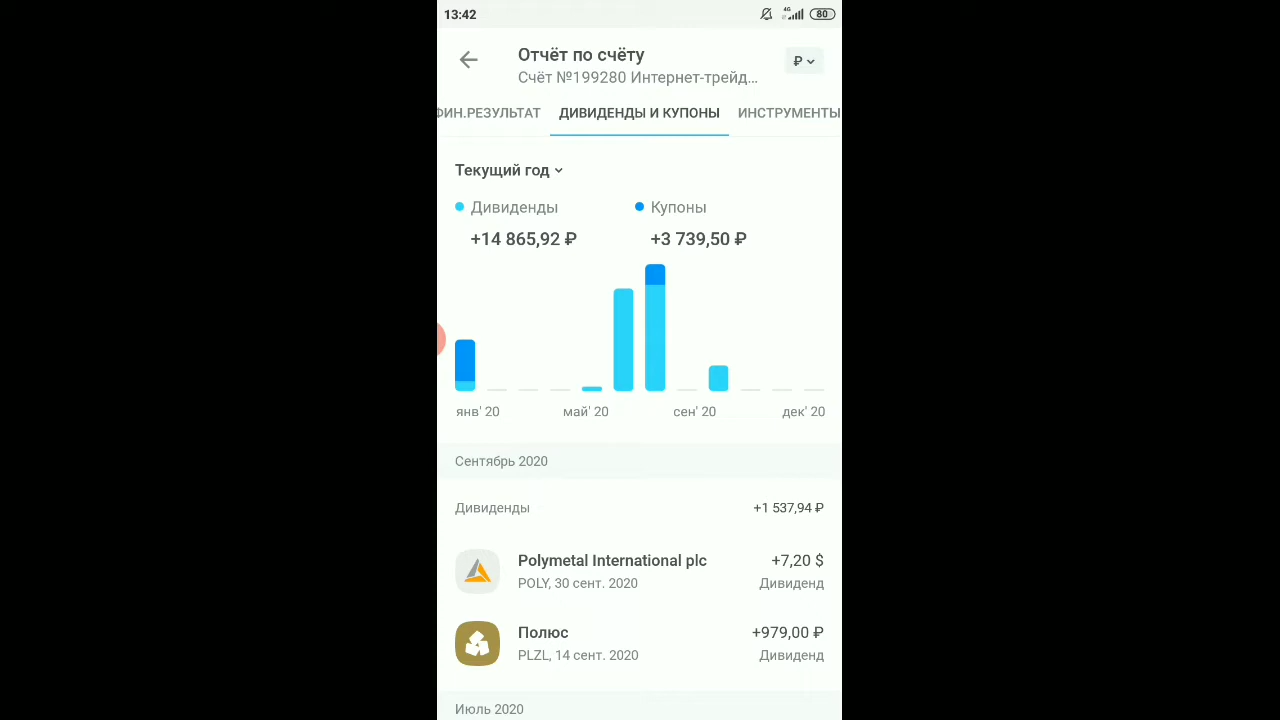 13:42
4G
80
Отчёт по счёту
₽
Счёт №199280 Интернет-трейд...
ФИН.РЕЗУЛЬТАТ ДИВИДЕНДЫ И КУПОНЫ ИНСТРУМЕНТЫ
Текущий год
Дивиденды Купоны
+14 865,92 ₽ +3 739,50 ₽
янв' 20 май' 20 сен' 20 дек' 20
Сентябрь 2020
Дивиденды +1 537,94 ₽
Polymetal International plc +7,20 $
POLY, 30 сент. 2020 Дивиденд
Полюс +979,00 ₽
PLZL, 14 сент. 2020 Дивиденд
Июль 2020